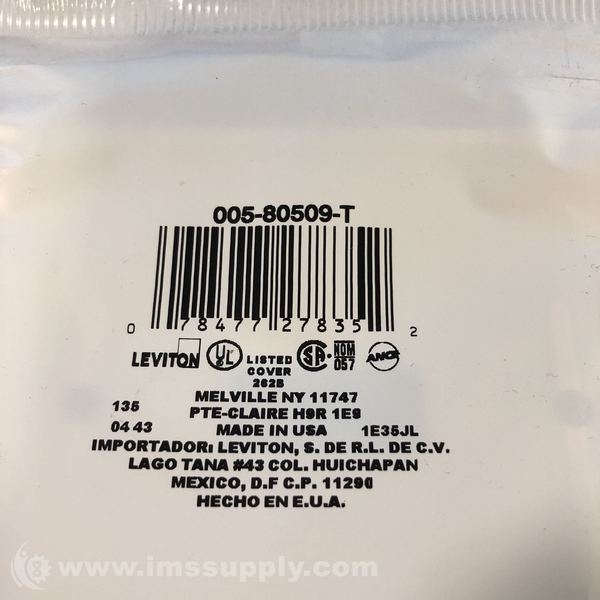 005-80509-T
0 78477 27835 2
LEVITON UL LISTED SA NOM ANCE
COVER 057
262B
MELVILLE NY 11747
135 PTE-CLAIRE H9R 1E9
04 43 MADE IN USA 1E35JL
IMPORTADOR: LEVITON, S. DE R.L. DE C.V.
LAGO TANA #43 COL. HUICHAPAN
MEXICO, D.F C.P. 11290
HECHO EN E.U.A.
www.imssupply.com